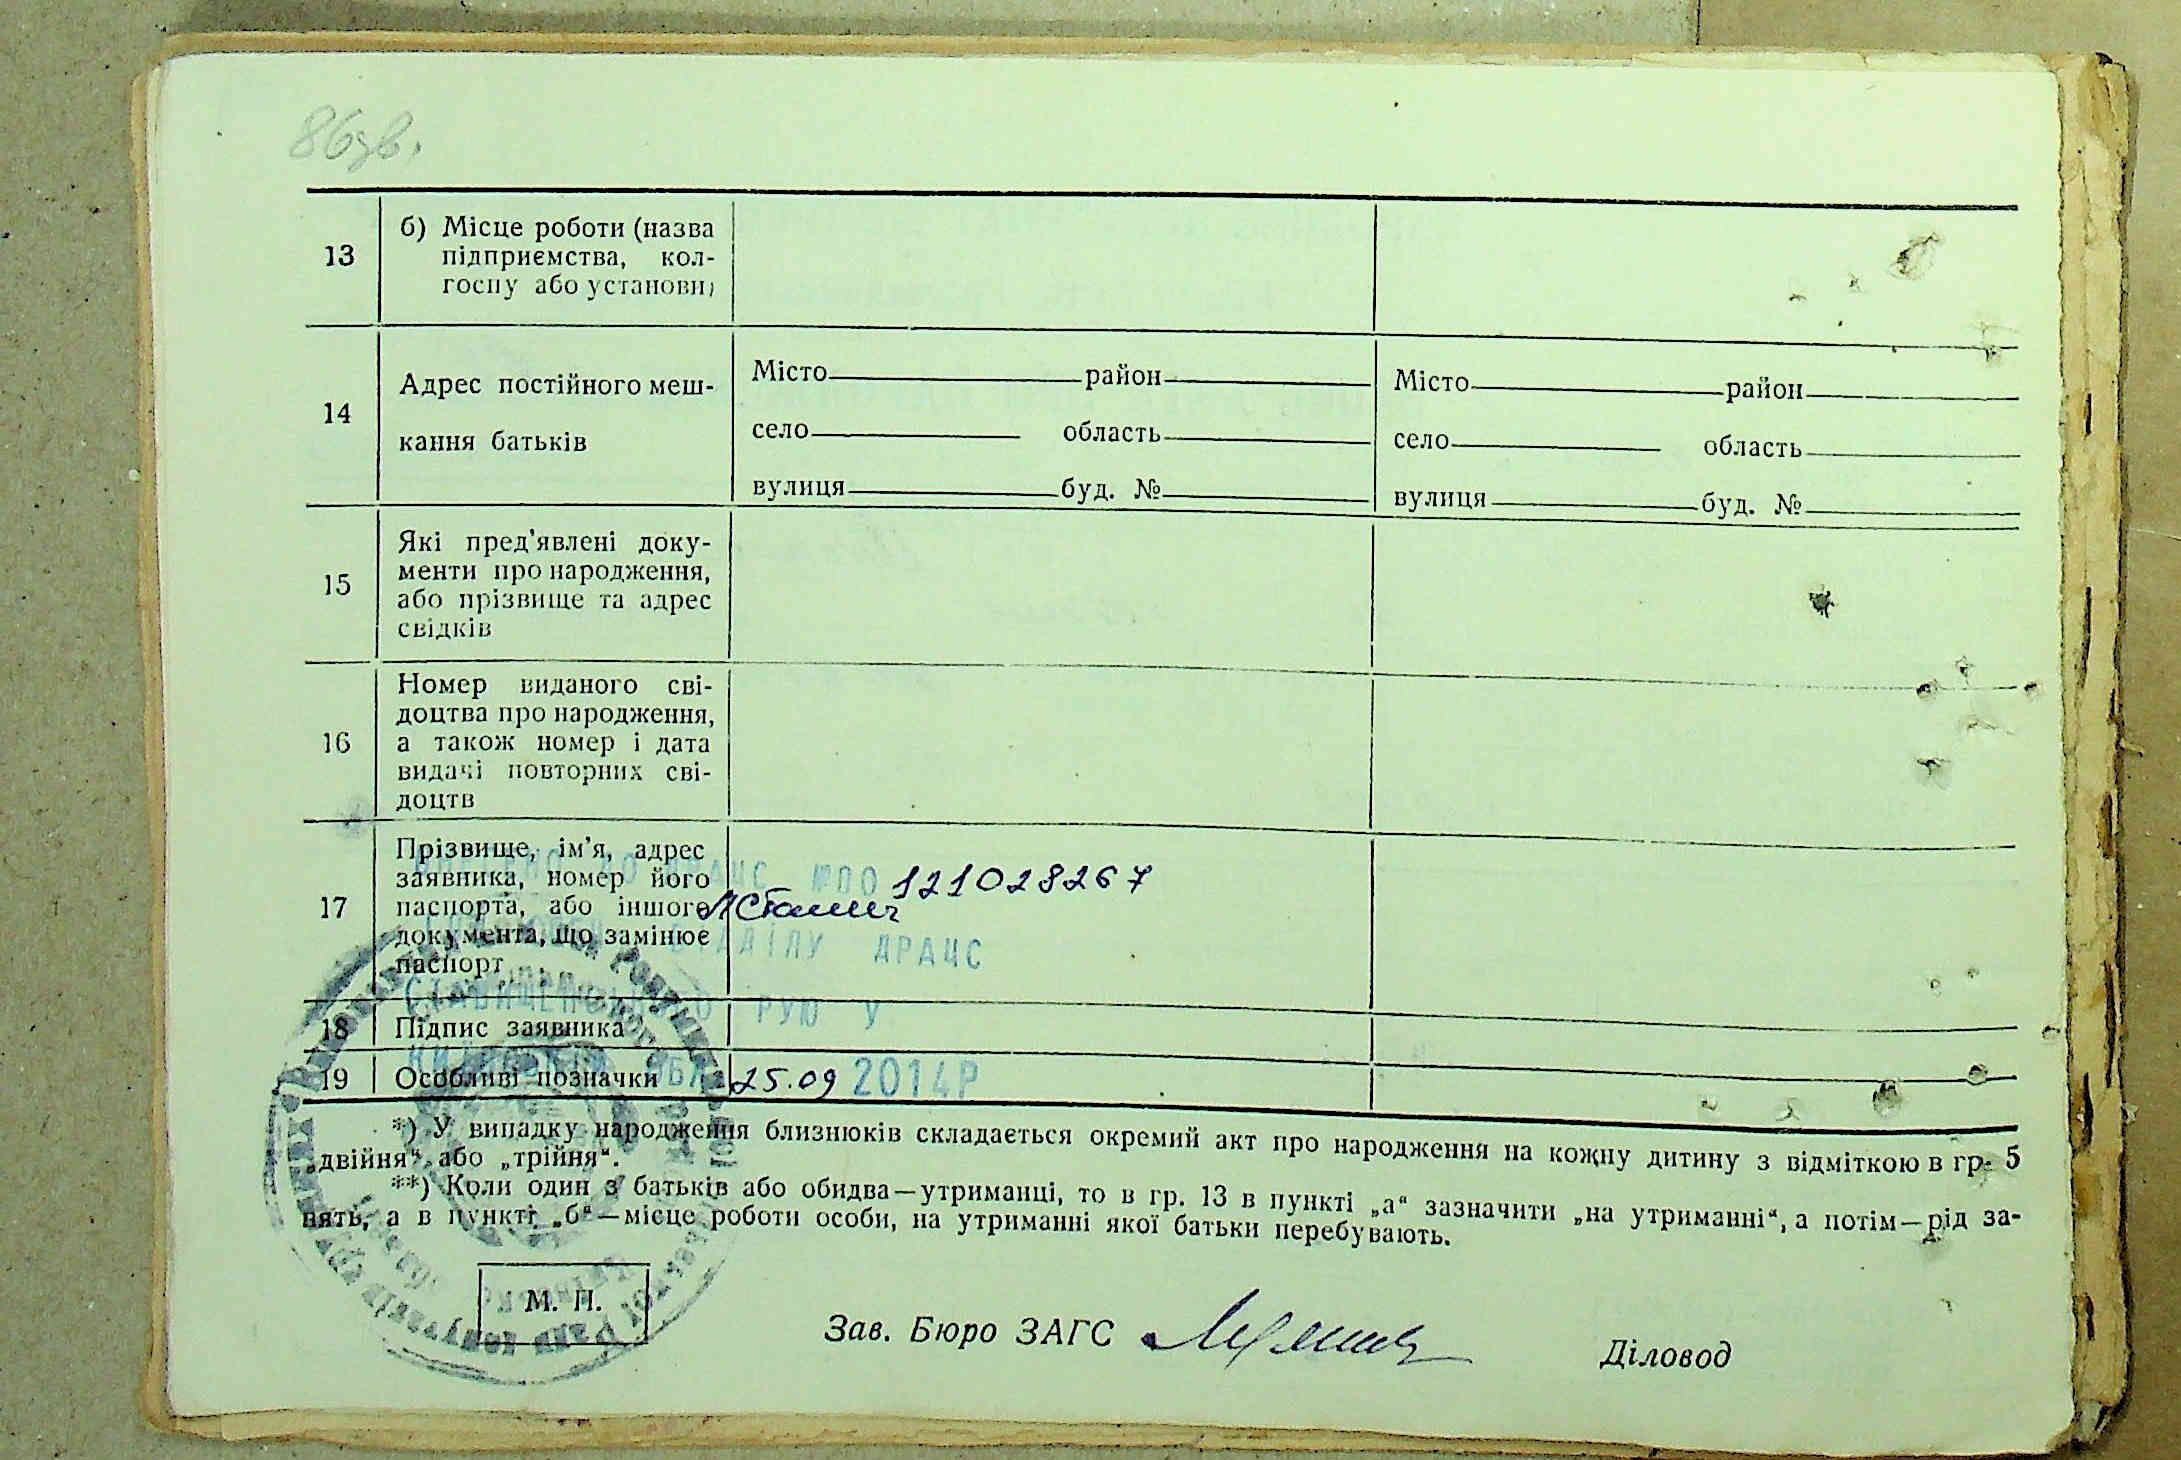 86зв.
13
б) Місце роботи (назва
підприємства, кол-
госпу або установи)
14
Адрес постійного меш-
кання батьків
Місто район
село область
вулиця буд. №
Місто район
село область
вулиця буд. №
15
Які пред'явлені доку-
менти про народження,
або прізвище та адрес
свідків
16
Номер виданого сві-
доцтва про народження,
а також номер і дата
видачі повторних сві-
доцтв
17
Прізвище, ім'я, адрес
заявника, номер його
паспорта, або іншого
документа, що замінює
паспорт
121028267
ВІДДІЛУ ДРАЦС
РУЮ У
18
Підпис заявника
19
Особливі позначки
25.09 2014Р
*) У випадку народження близнюків складається окремий акт про народження на кожну дитину з відміткою в гр. 5
„двійня“ або „трійня“.
**) Коли один з батьків або обидва—утриманці, то в гр. 13 в пункті „а“ зазначити „на утриманні“, а потім—рід за-
нять, а в пункті „б“—місце роботи особи, на утриманні якої батьки перебувають.
М. П.
Зав. Бюро ЗАГС
Діловод